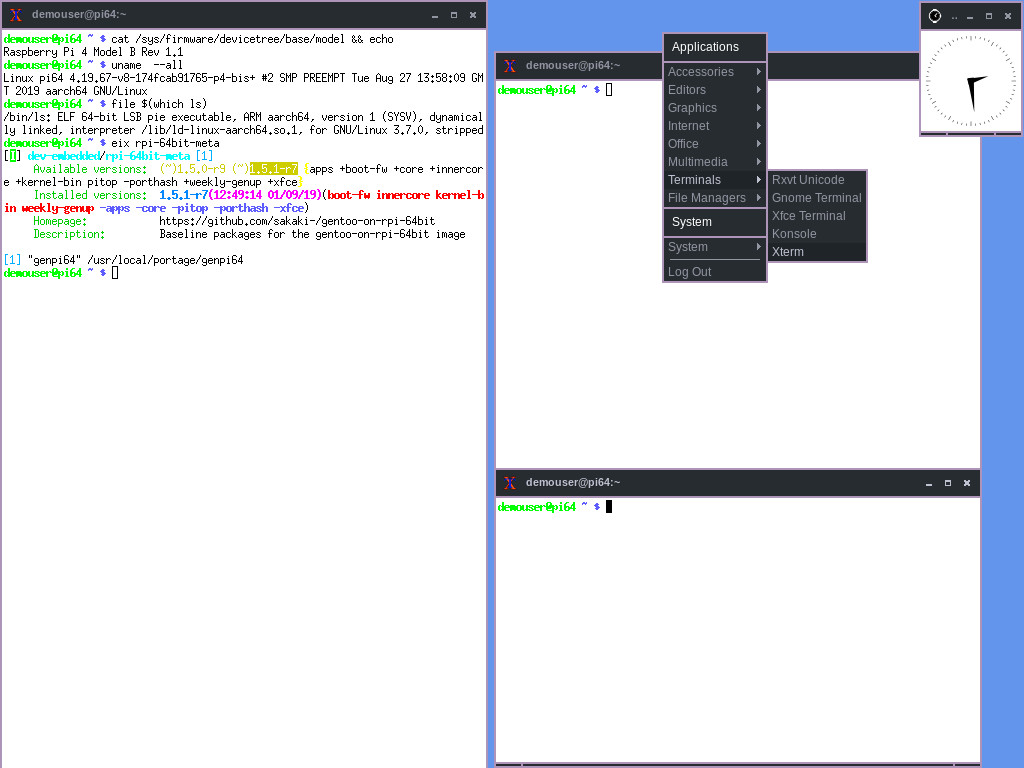 demouser@pi64:~
demouser@pi64 ~ $ cat /sys/firmware/devicetree/base/model && echo
Raspberry Pi 4 Model B Rev 1.1
demouser@pi64 ~ $ uname --all
Linux pi64 4.19.67-v8-174fcab91765-p4-bis+ #2 SMP PREEMPT Tue Aug 27 13:58:09 GM
T 2019 aarch64 GNU/Linux
demouser@pi64 ~ $ file $(which ls)
/bin/ls: ELF 64-bit LSB pie executable, ARM aarch64, version 1 (SYSV), dynamical
ly linked, interpreter /lib/ld-linux-aarch64.so.1, for GNU/Linux 3.7.0, stripped
demouser@pi64 ~ $ eix rpi-64bit-meta
[U] dev-embedded/rpi-64bit-meta [1]
Available versions: (~)1.5.0-r9 (~)1.5.1-r7 {apps +boot-fw +core +innercor
e +kernel-bin pitop -porthash +weekly-genup +xfce}
Installed versions: 1.5.1-r7(12:49:14 01/09/19)(boot-fw innercore kernel-b
in weekly-genup -apps -core -pitop -porthash -xfce)
Homepage: https://github.com/sakaki-/gentoo-on-rpi-64bit
Description: Baseline packages for the gentoo-on-rpi-64bit image
[1] "genpi64" /usr/local/portage/genpi64
demouser@pi64 ~ $
demouser@pi64:~
demouser@pi64 ~ $
Applications
Accessories
Editors
Graphics
Internet
Office
Multimedia
Terminals
File Managers
System
System
Log Out
Rxvt Unicode
Gnome Terminal
Xfce Terminal
Konsole
Xterm
..
demouser@pi64:~
demouser@pi64 ~ $